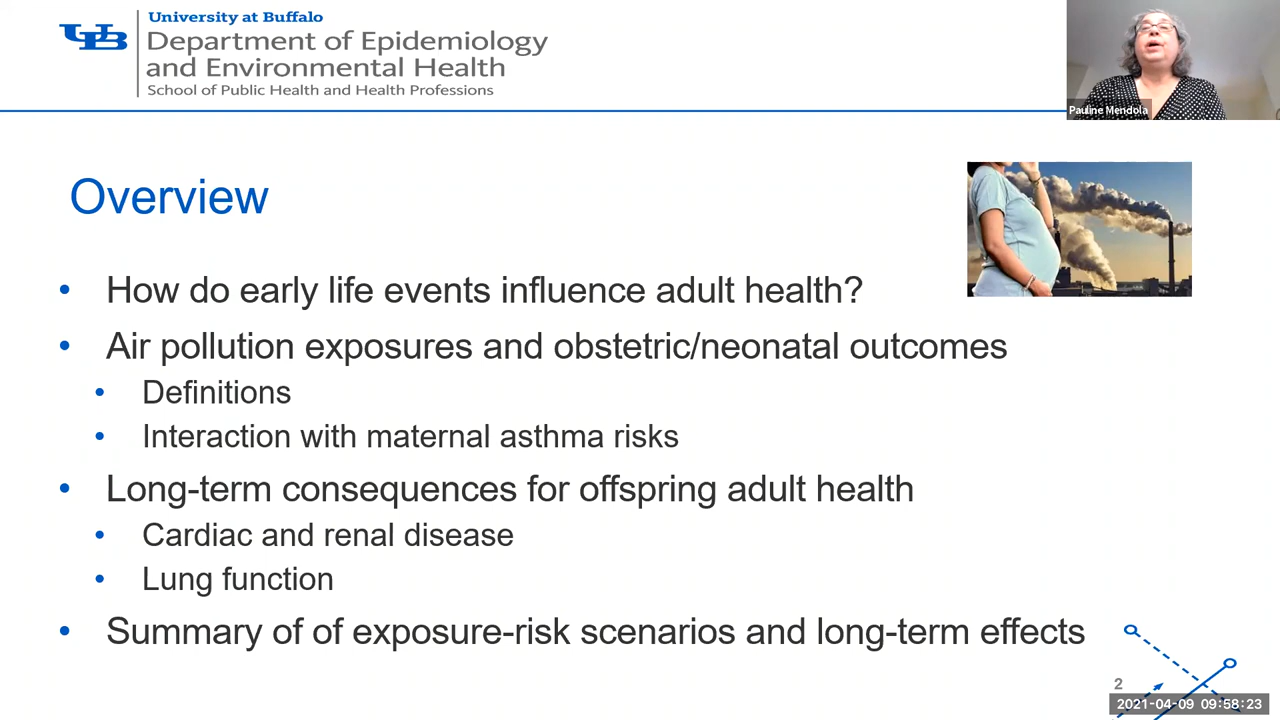 University at Buffalo
UB
Department of Epidemiology
and Environmental Health
School of Public Health and Health Professions
Pauline Mendola
Overview
• How do early life events influence adult health?
• Air pollution exposures and obstetric/neonatal outcomes
• Definitions
• Interaction with maternal asthma risks
• Long-term consequences for offspring adult health
• Cardiac and renal disease
• Lung function
• Summary of of exposure-risk scenarios and long-term effects
2
2021-04-09 09:58:23